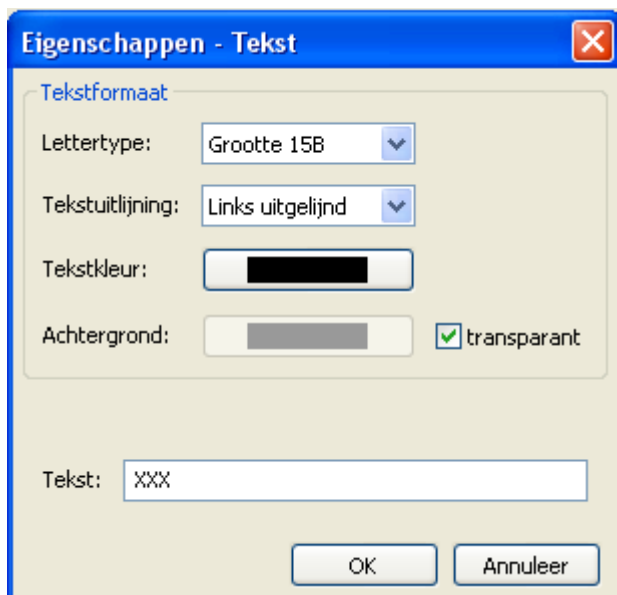 Eigenschappen - Tekst
Tekstformaat
Lettertype: Grootte 15B
Tekstuitlijning: Links uitgelijnd
Tekstkleur:
Achtergrond: transparant
Tekst: XXX
OK Annuleer